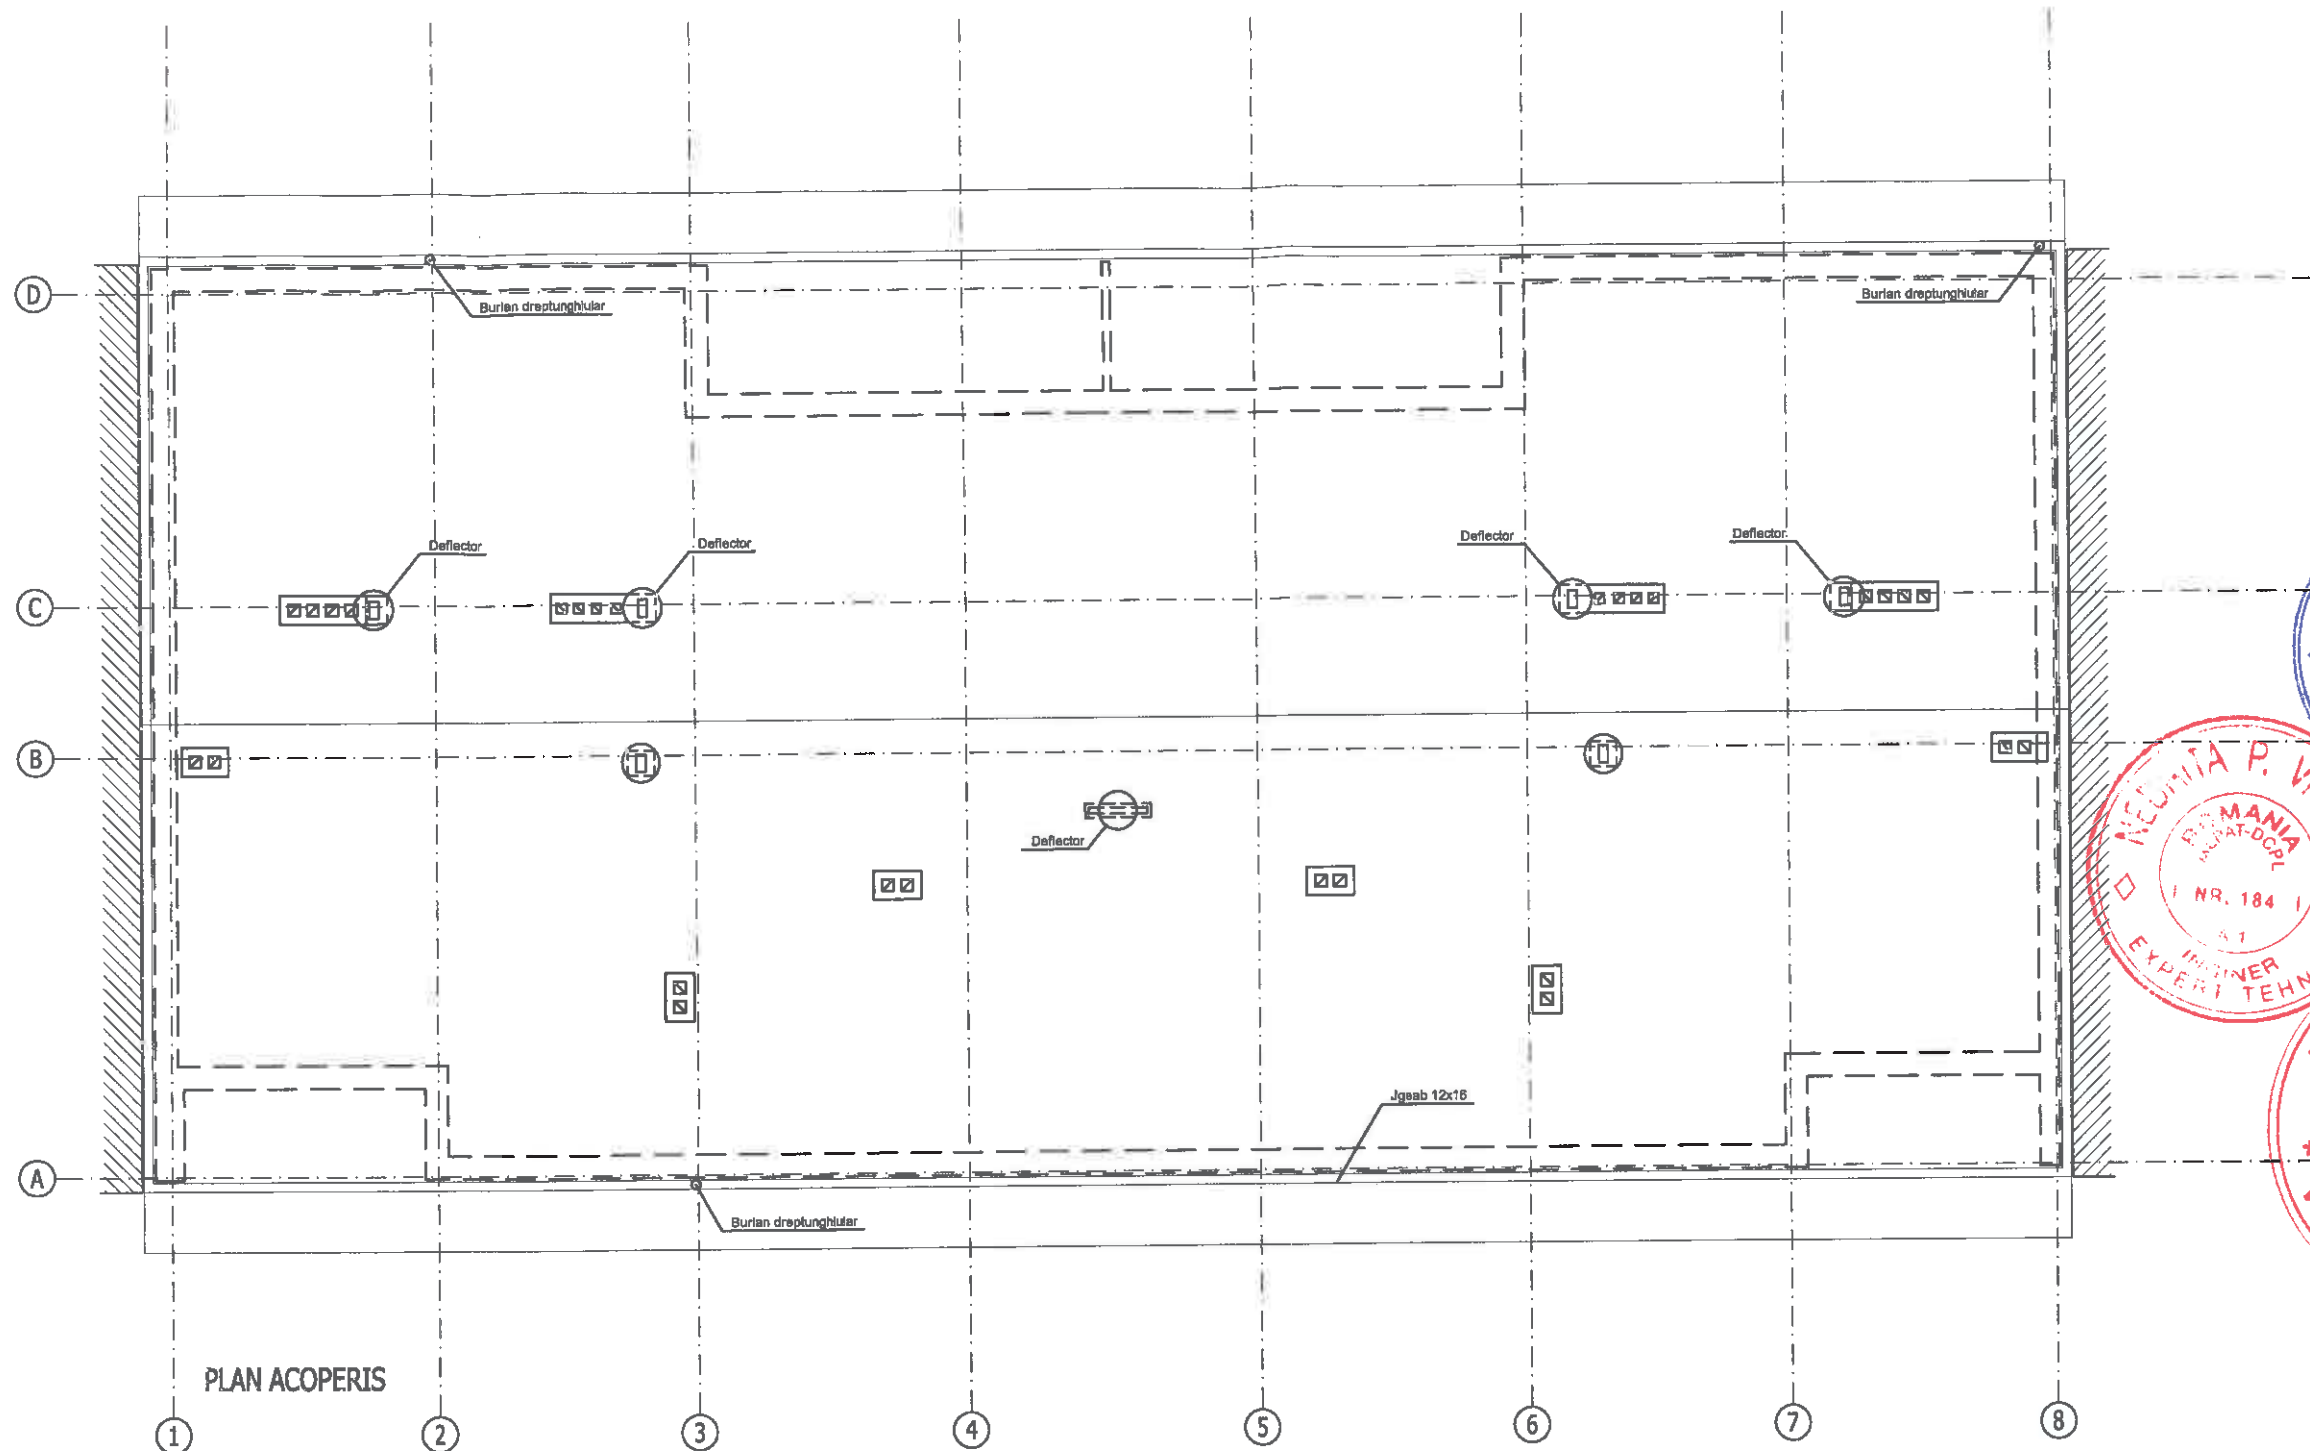 D
Burlan dreptunghiular
Burlan dreptunghiular
Deflector
Deflector
Deflector
Deflector
C
B
Deflector
NEDNITA P.
ROMANIA
NR. 184
EXPERT TEHN
Jgeab 12x16
A
Burlan dreptunghiular
PLAN ACOPERIS
1
2
3
4
5
6
7
8